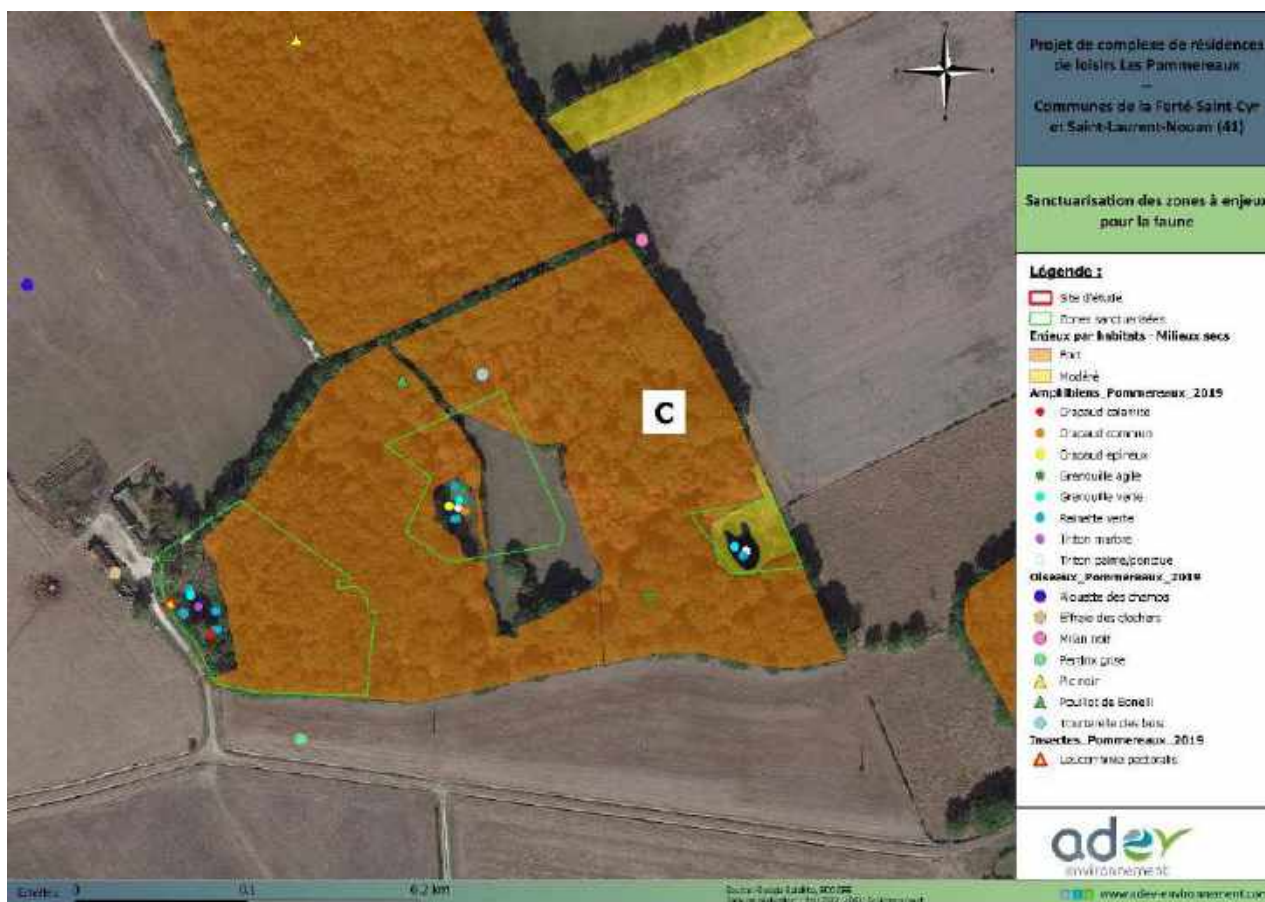 Projet de complexe de résidences
de loisirs Les Pommereaux
–
Communes de la Ferté-Saint-Cyr
et Saint-Laurent-Nouan (41)
Sanctuarisation des zones à enjeux
pour la faune
Légende :
Site d'étude
Zones sanctuarisées
Enjeux par habitats - Milieux secs
Fort
Modéré
Amphibiens_Pommereaux_2019
Crapaud calamite
Crapaud commun
Crapaud épineux
Grenouille agile
Grenouille verte
Rainette verte
Triton marbré
Triton palmé/ponctué
Oiseaux_Pommereaux_2019
Alouette des champs
Effraie des clochers
Milan noir
Perdrix grise
Pic noir
Pouillot de Bonelli
Tourterelle des bois
Insectes_Pommereaux_2019
Leucorrhinia pectoralis
C
adev
environnement
Echelle : 0 0.1 0.2 km
www.adev-environnement.com